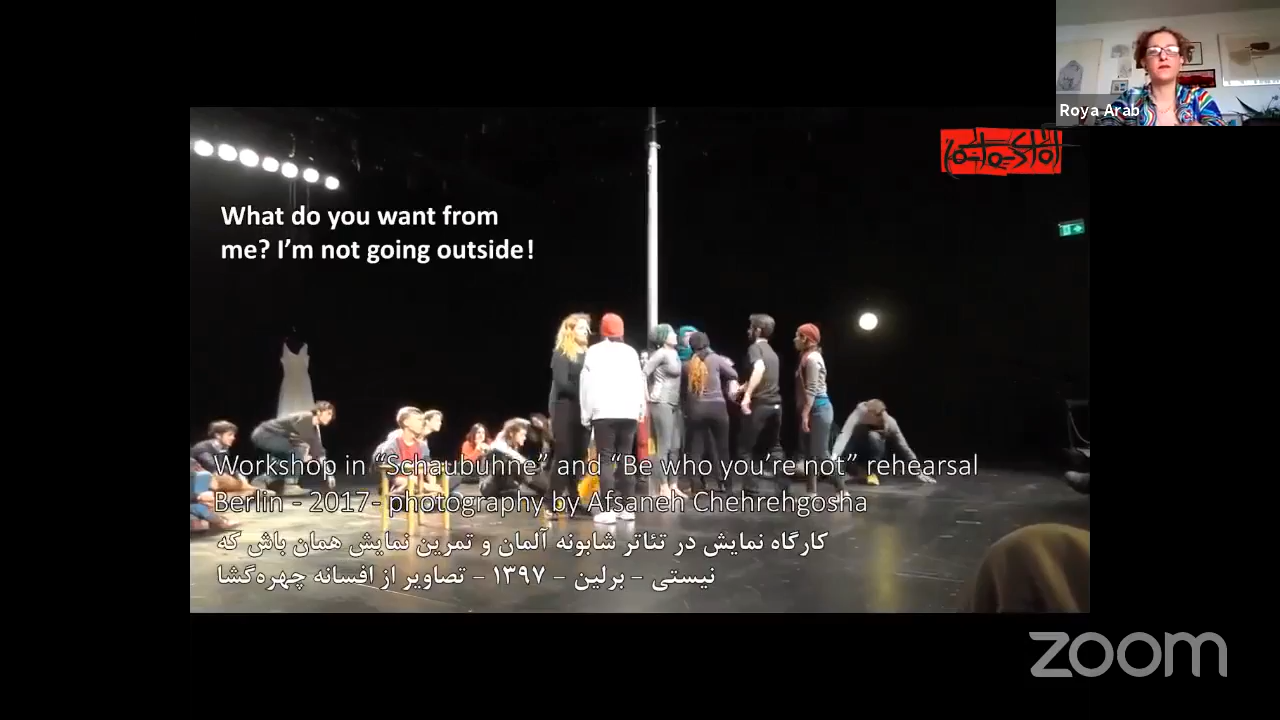 Roya Arab
What do you want from
me? I'm not going outside!
Workshop in “Schaubuhne” and “Be who you're not” rehearsal
Berlin - 2017- photography by Afsaneh Chehrehgosha
کارگاه نمایش در تئاتر شابونه آلمان و تمرین نمایش همان باش که
نیستی - برلین - ۱۳۹۷ - تصاویر از افسانه چهره‌گشا
zoom